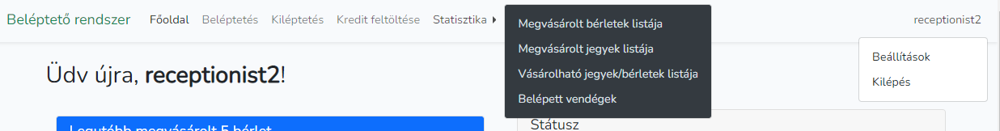 Beléptető rendszer Főoldal Beléptetés Kiléptetés Kredit feltöltése Statisztika receptionist2
Megvásárolt bérletek listája
Megvásárolt jegyek listája
Vásárolható jegyek/bérletek listája
Belépett vendégek
Beállítások
Kilépés
Üdv újra, receptionist2!
Legutóbb megvásárolt 5 bérlet
Státusz